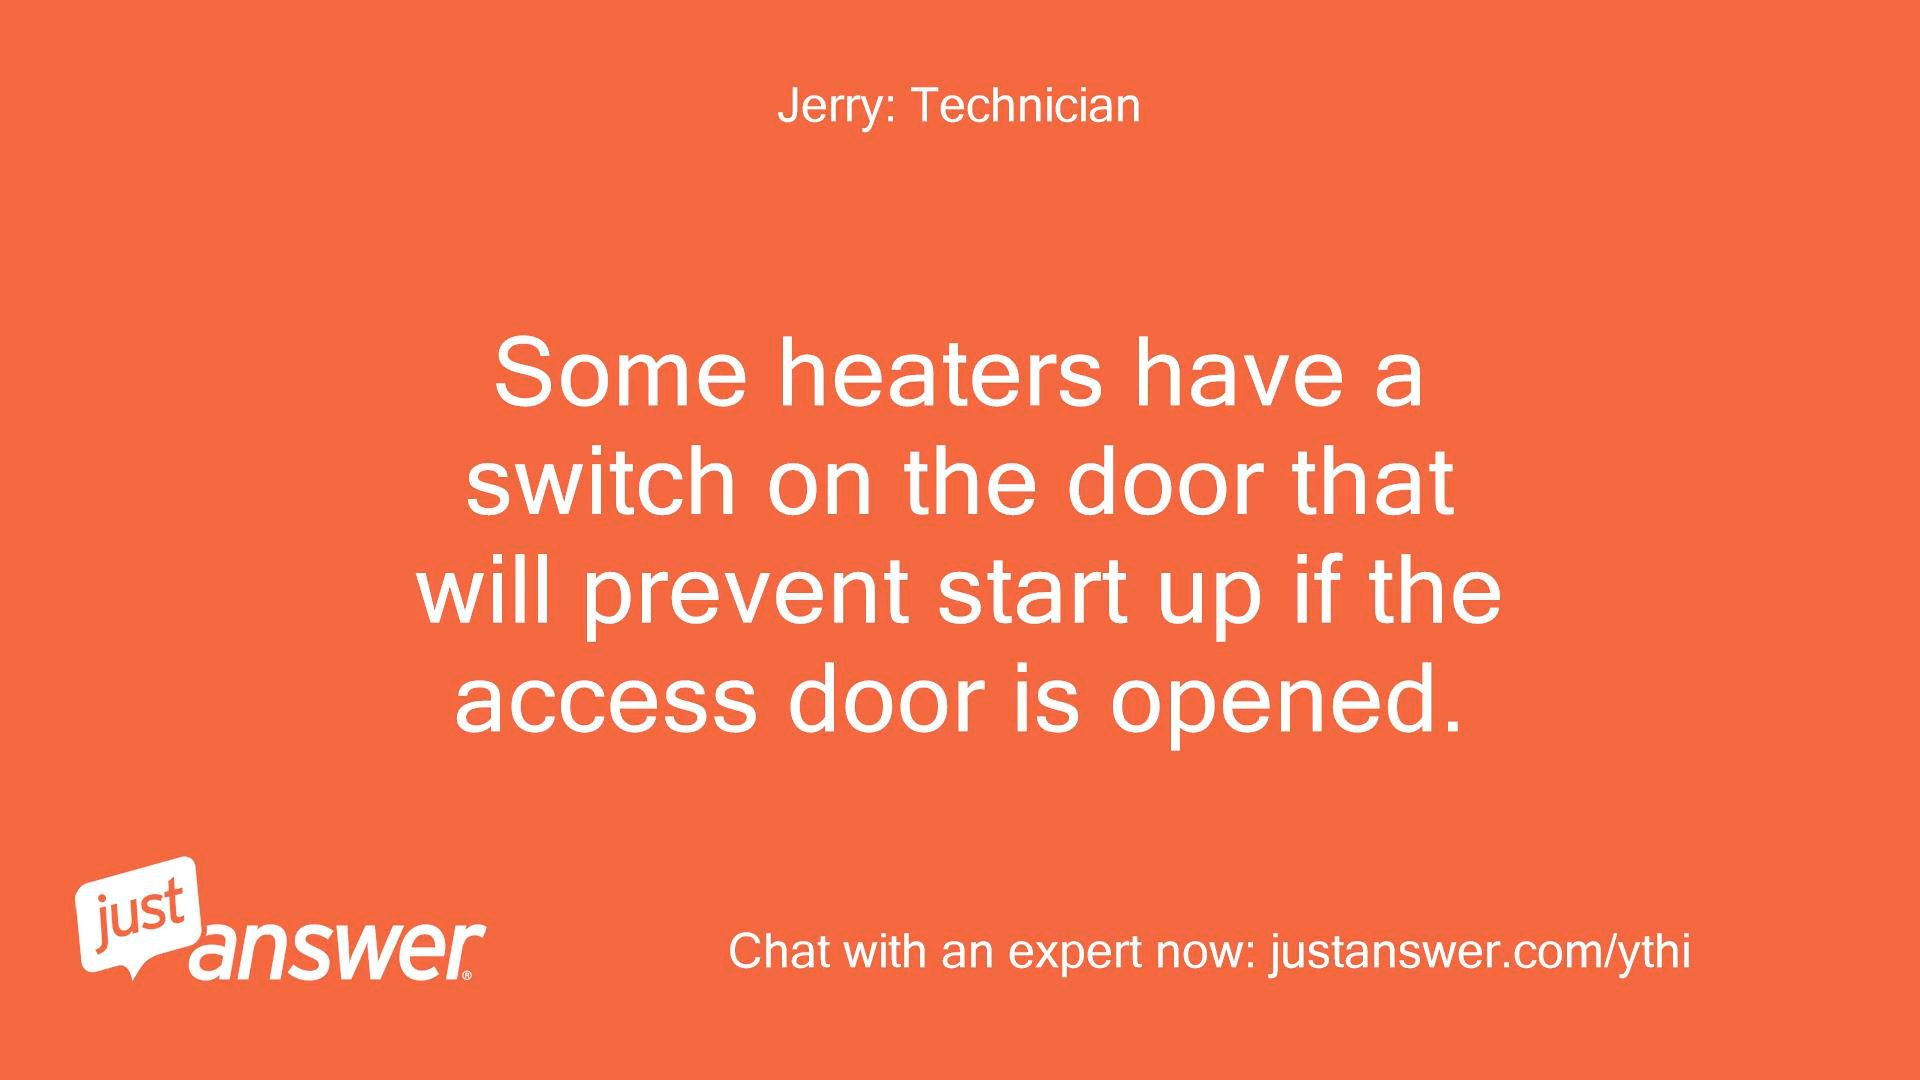 Jerry: Technician
Some heaters have a
switch on the door that
will prevent start up if the
access door is opened.
just
answer®
Chat with an expert now: justanswer.com/ythi